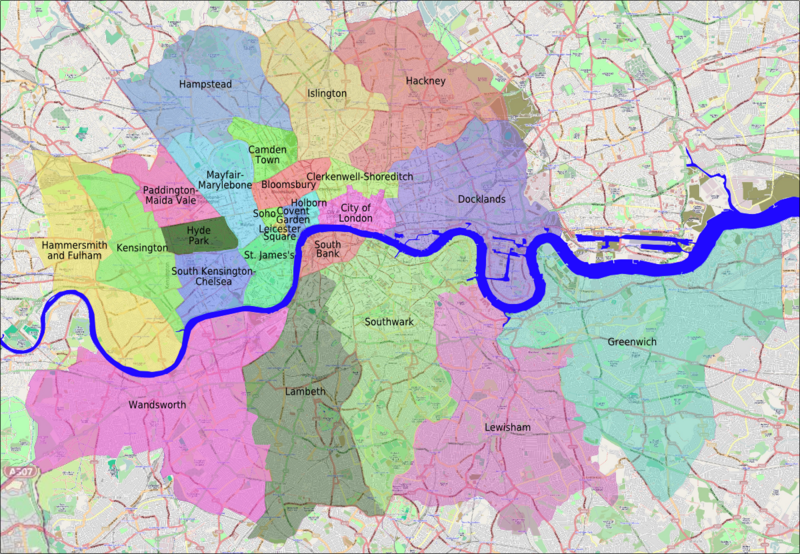 Hampstead
Islington
Hackney
Camden
Town
Mayfair-
Marylebone
Clerkenwell-Shoreditch
Bloomsbury
Paddington-
Maida Vale
Holborn
Docklands
Soho
Covent
Garden
City of
London
Leicester
Square
Hyde
Park
Hammersmith
and Fulham
Kensington
South
Bank
St. James's
South Kensington-
Chelsea
Southwark
Greenwich
Lambeth
Wandsworth
Lewisham
A307